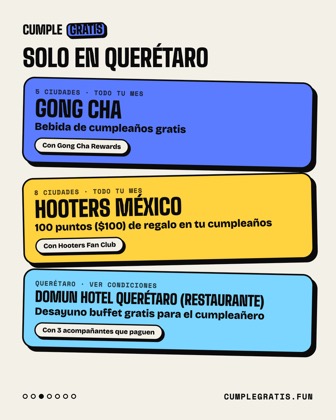 CUMPLE GRATIS
SOLO EN QUERÉTARO
5 CIUDADES · TODO TU MES
GONG CHA
Bebida de cumpleaños gratis
Con Gong Cha Rewards
8 CIUDADES · TODO TU MES
HOOTERS MÉXICO
100 puntos ($100) de regalo en tu cumpleaños
Con Hooters Fan Club
QUERÉTARO · VER CONDICIONES
DOMUN HOTEL QUERÉTARO (RESTAURANTE)
Desayuno buffet gratis para el cumpleañero
Con 3 acompañantes que paguen
CUMPLEGRATIS.FUN